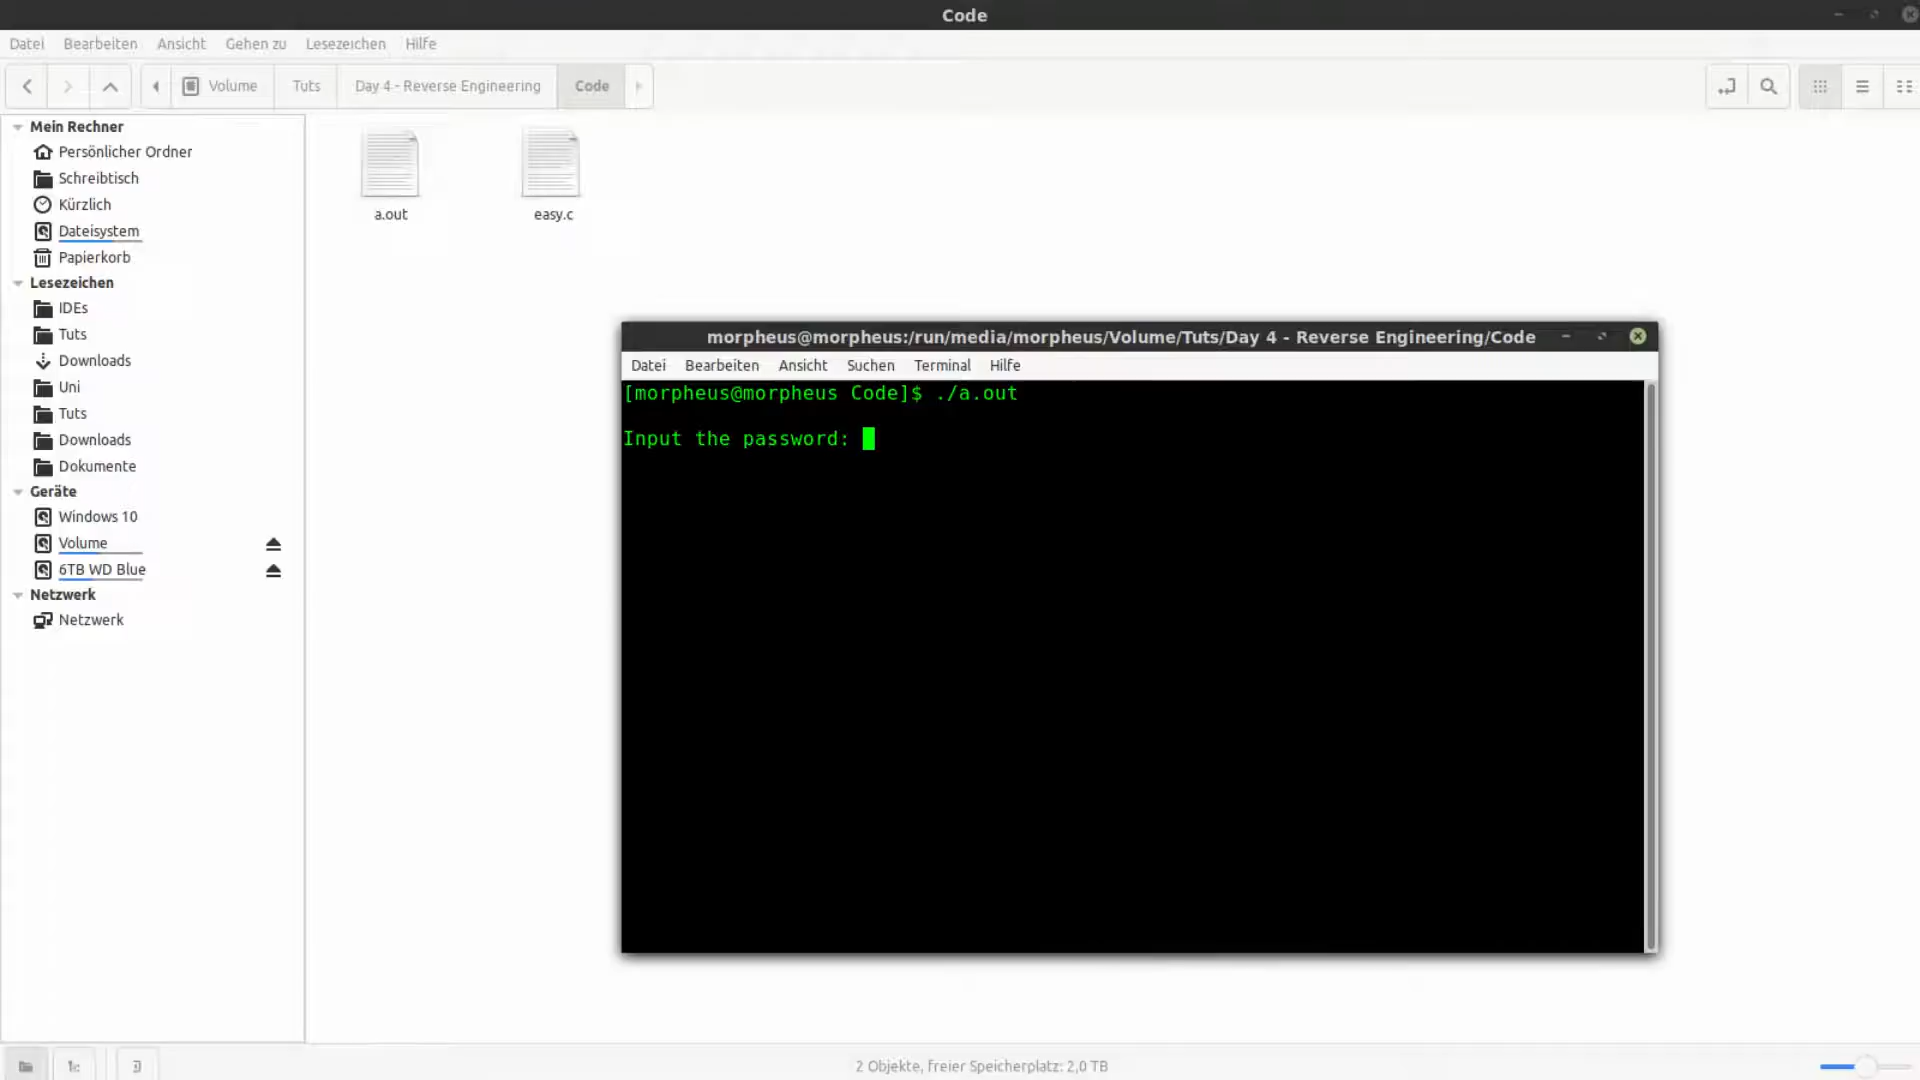 Code
Datei Bearbeiten Ansicht Gehen zu Lesezeichen Hilfe
Volume Tuts Day 4 - Reverse Engineering Code
Mein Rechner
Persönlicher Ordner
Schreibtisch
Kürzlich
Dateisystem
Papierkorb
Lesezeichen
IDEs
Tuts
Downloads
Uni
Tuts
Downloads
Dokumente
Geräte
Windows 10
Volume
6TB WD Blue
Netzwerk
Netzwerk
a.out easy.c
morpheus@morpheus:/run/media/morpheus/Volume/Tuts/Day 4 - Reverse Engineering/Code
Datei Bearbeiten Ansicht Suchen Terminal Hilfe
[morpheus@morpheus Code]$ ./a.out
Input the password:
2 Objekte, freier Speicherplatz: 2,0 TB